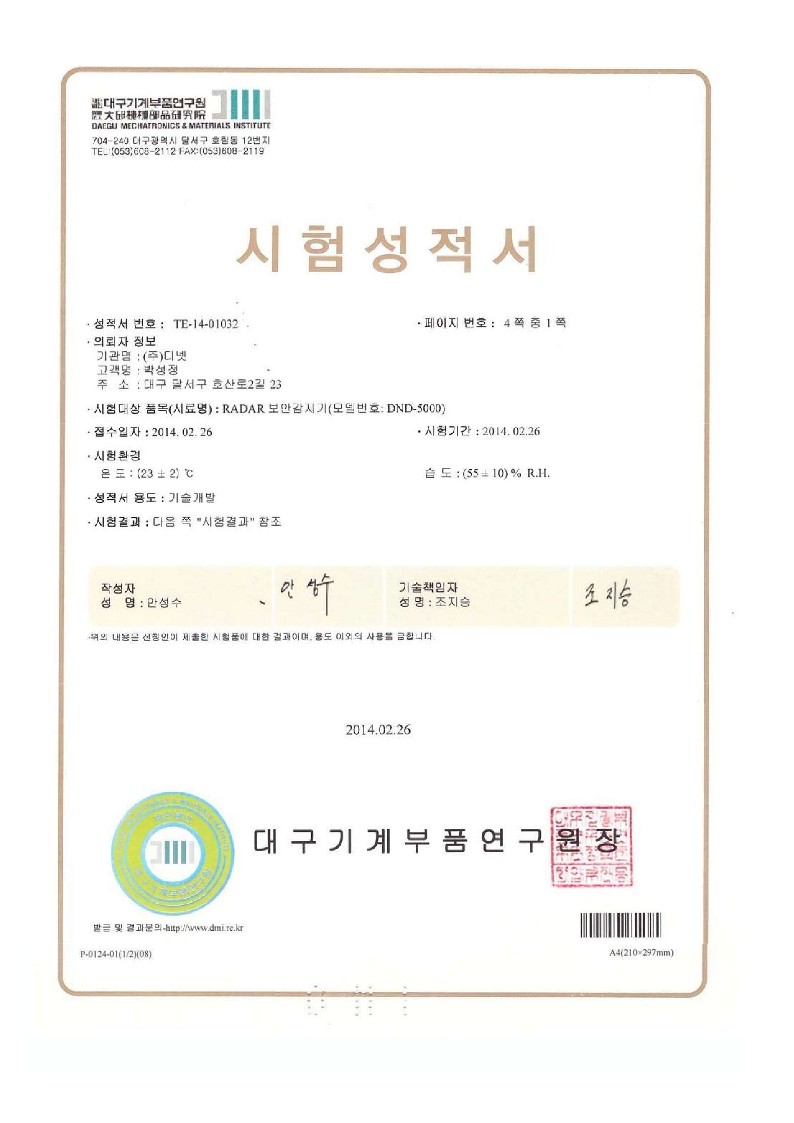 대구기계부품연구원
大邱機械部品硏究院
DAEGU MECHATRONICS & MATERIALS INSTITUTE
704-240 대구광역시 달서구 호림동 12번지
TEL:(053)608-2112 FAX:(053)608-2119
시험성적서
· 성적서 번호 : TE-14-01032
· 페이지 번호 : 4 쪽 중 1 쪽
· 의뢰자 정보
기관명 : (주)디넷
고객명 : 박성정
주 소 : 대구 달서구 호산로2길 23
· 시험대상 품목(시료명) : RADAR 보안감지기(모델번호: DND-5000)
· 접수일자 : 2014. 02. 26
· 시험기간 : 2014. 02.26
· 시험환경
온 도 : (23 ± 2) ℃
습 도 : (55 ± 10) % R.H.
· 성적서 용도 : 기술개발
· 시험결과 : 다음 쪽 "시험결과" 참조
작성자
성 명 : 안성수
안성수
기술책임자
성 명 : 조지승
조지승
·위의 내용은 신청인이 제출한 시험품에 대한 결과이며, 용도 이외의 사용을 금합니다.
2014.02.26
대구기계부품연구원장
발급 및 결과문의-http://www.dmi.re.kr
P-0124-01(1/2)(08)
A4(210×297mm)